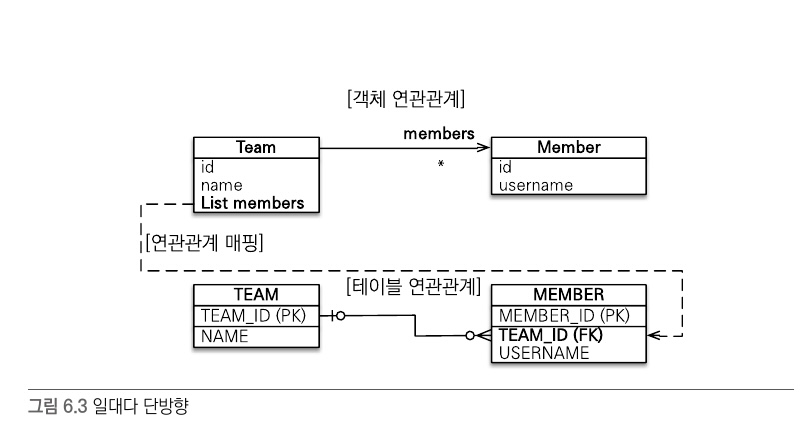 [객체 연관관계]
members
Team
Member
*
id
name
List members
id
username
[연관관계 매핑]
[테이블 연관관계]
TEAM
TEAM_ID (PK)
NAME
MEMBER
MEMBER_ID (PK)
TEAM_ID (FK)
USERNAME
그림 6.3 일대다 단방향